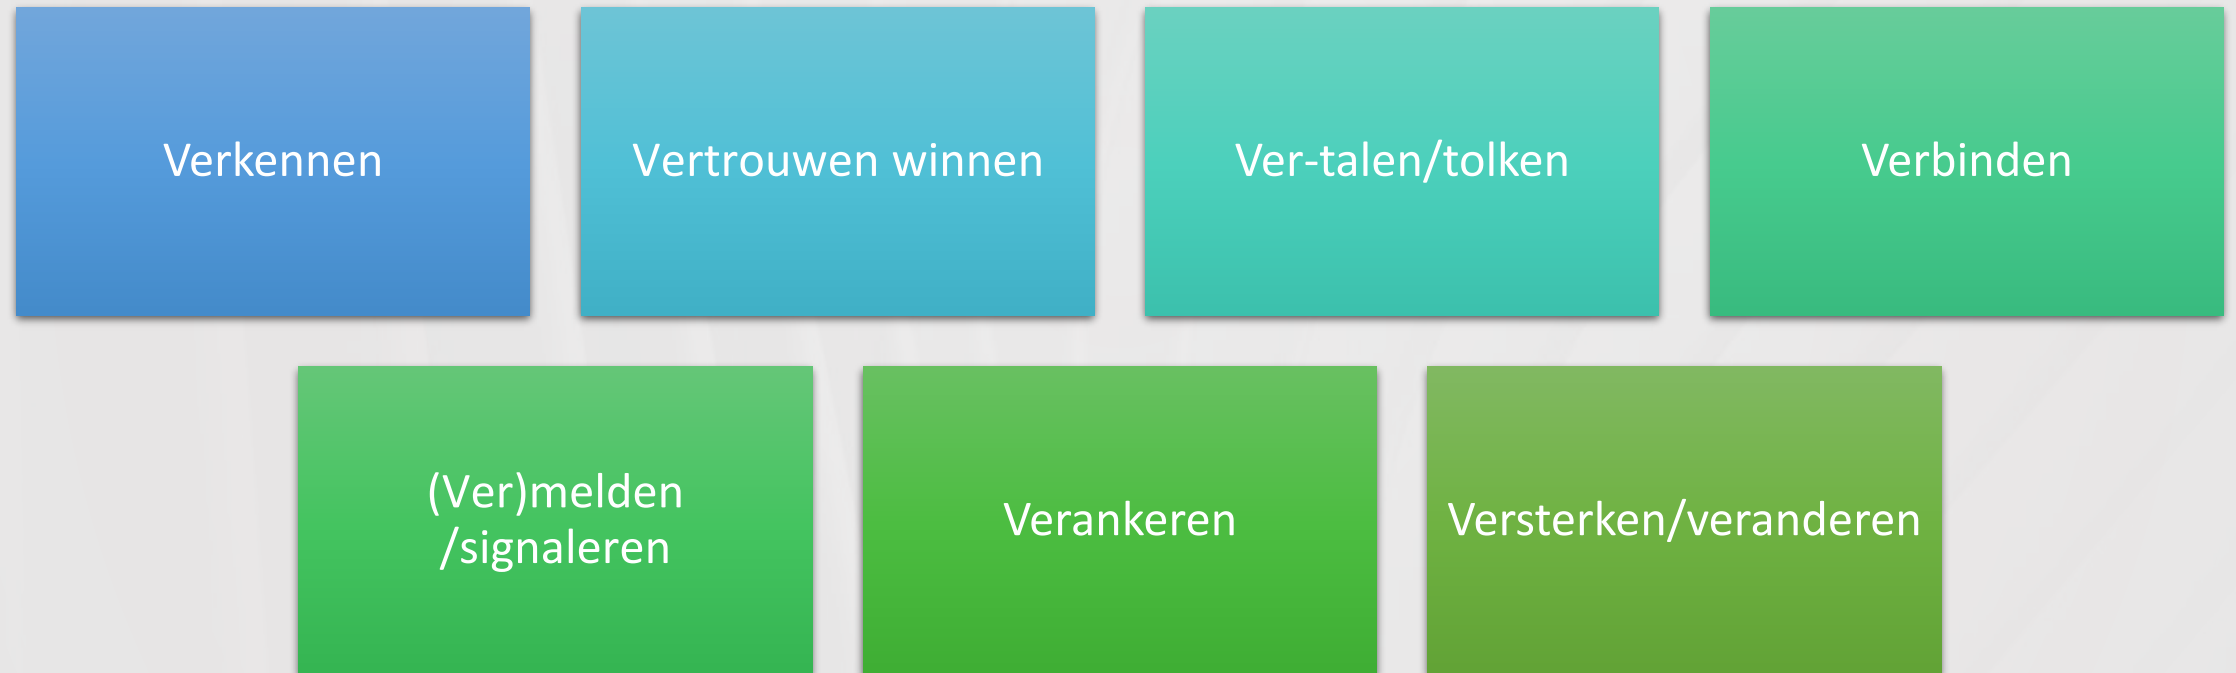 Verkennen
Vertrouwen winnen
Ver-talen/tolken
Verbinden
(Ver)melden
/signaleren
Verankeren
Versterken/veranderen